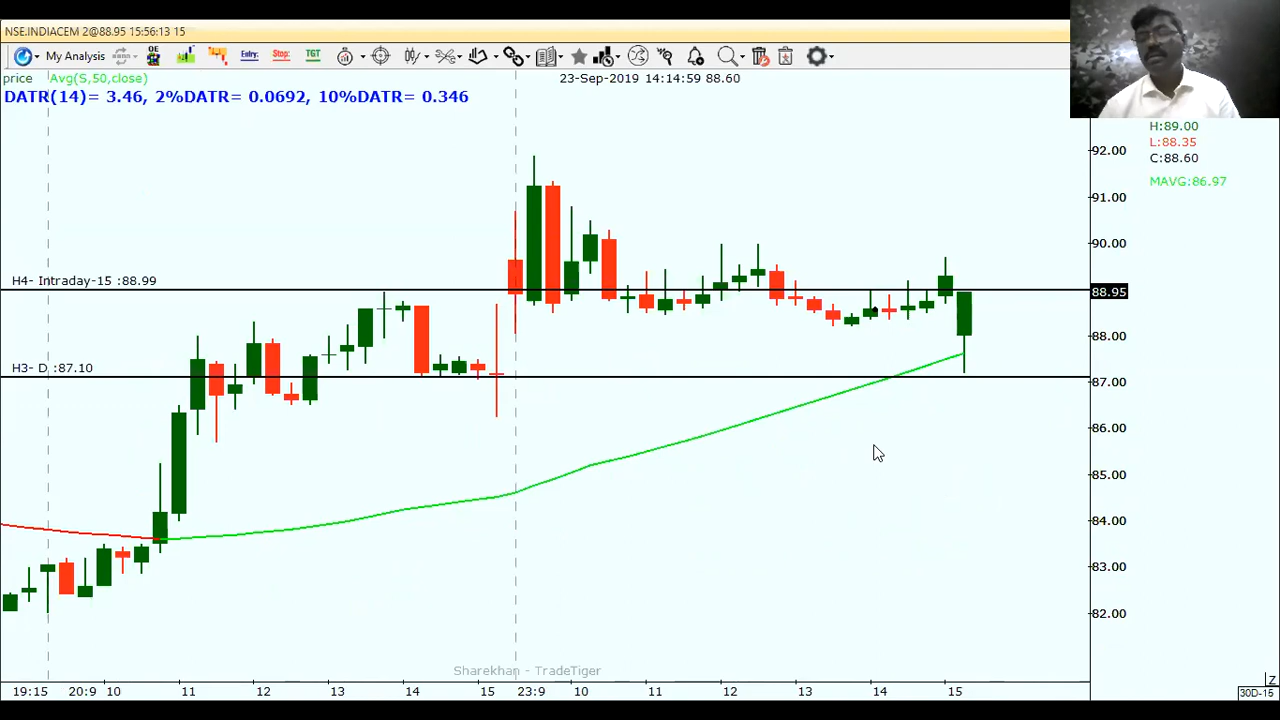 NSE.INDIACEM 2@88.95 15:56:13 15
My Analysis
OE
Entry:
Stop:
TGT
price Avg(S,50,close)
23-Sep-2019 14:14:59 88.60
DATR(14)= 3.46, 2%DATR= 0.0692, 10%DATR= 0.346
H:89.00
L:88.35
C:88.60
MAVG:86.97
92.00
91.00
90.00
H4- Intraday-15 :88.99
88.95
88.00
H3- D :87.10
87.00
86.00
85.00
84.00
83.00
82.00
Sharekhan - TradeTiger
19:15 20:9 10 11 12 13 14 15 23:9 10 11 12 13 14 15
Z
30D-15